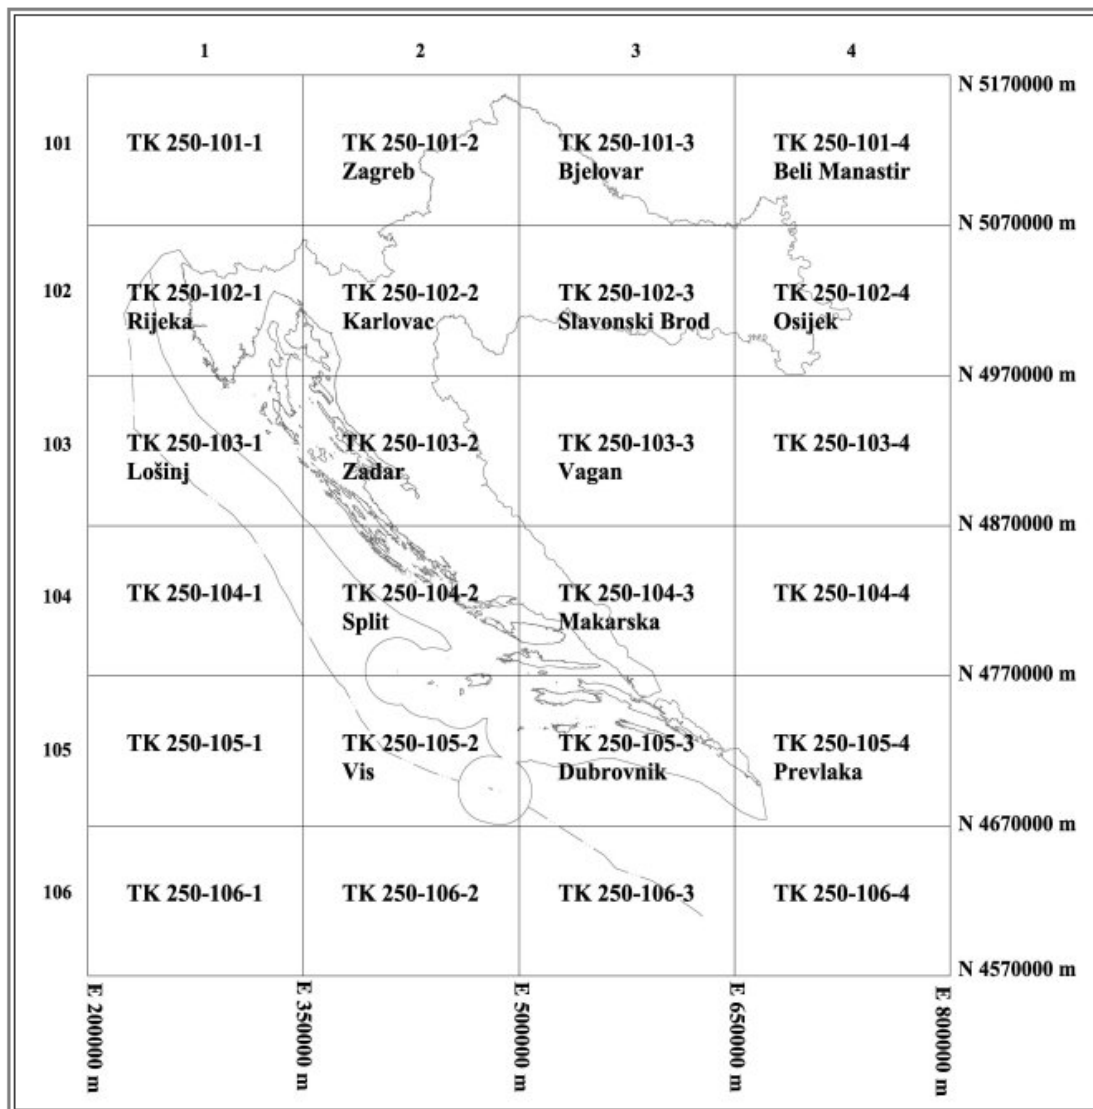 1 2 3 4
N 5170000 m
101 TK 250-101-1 TK 250-101-2 TK 250-101-3 TK 250-101-4
Zagreb Bjelovar Beli Manastir
N 5070000 m
102 TK 250-102-1 TK 250-102-2 TK 250-102-3 TK 250-102-4
Rijeka Karlovac Slavonski Brod Osijek
N 4970000 m
103 TK 250-103-1 TK 250-103-2 TK 250-103-3 TK 250-103-4
Lošinj Zadar Vagan
N 4870000 m
104 TK 250-104-1 TK 250-104-2 TK 250-104-3 TK 250-104-4
Split Makarska
N 4770000 m
105 TK 250-105-1 TK 250-105-2 TK 250-105-3 TK 250-105-4
Vis Dubrovnik Prevlaka
N 4670000 m
106 TK 250-106-1 TK 250-106-2 TK 250-106-3 TK 250-106-4
N 4570000 m
E 200000 m
E 350000 m
E 500000 m
E 650000 m
E 800000 m